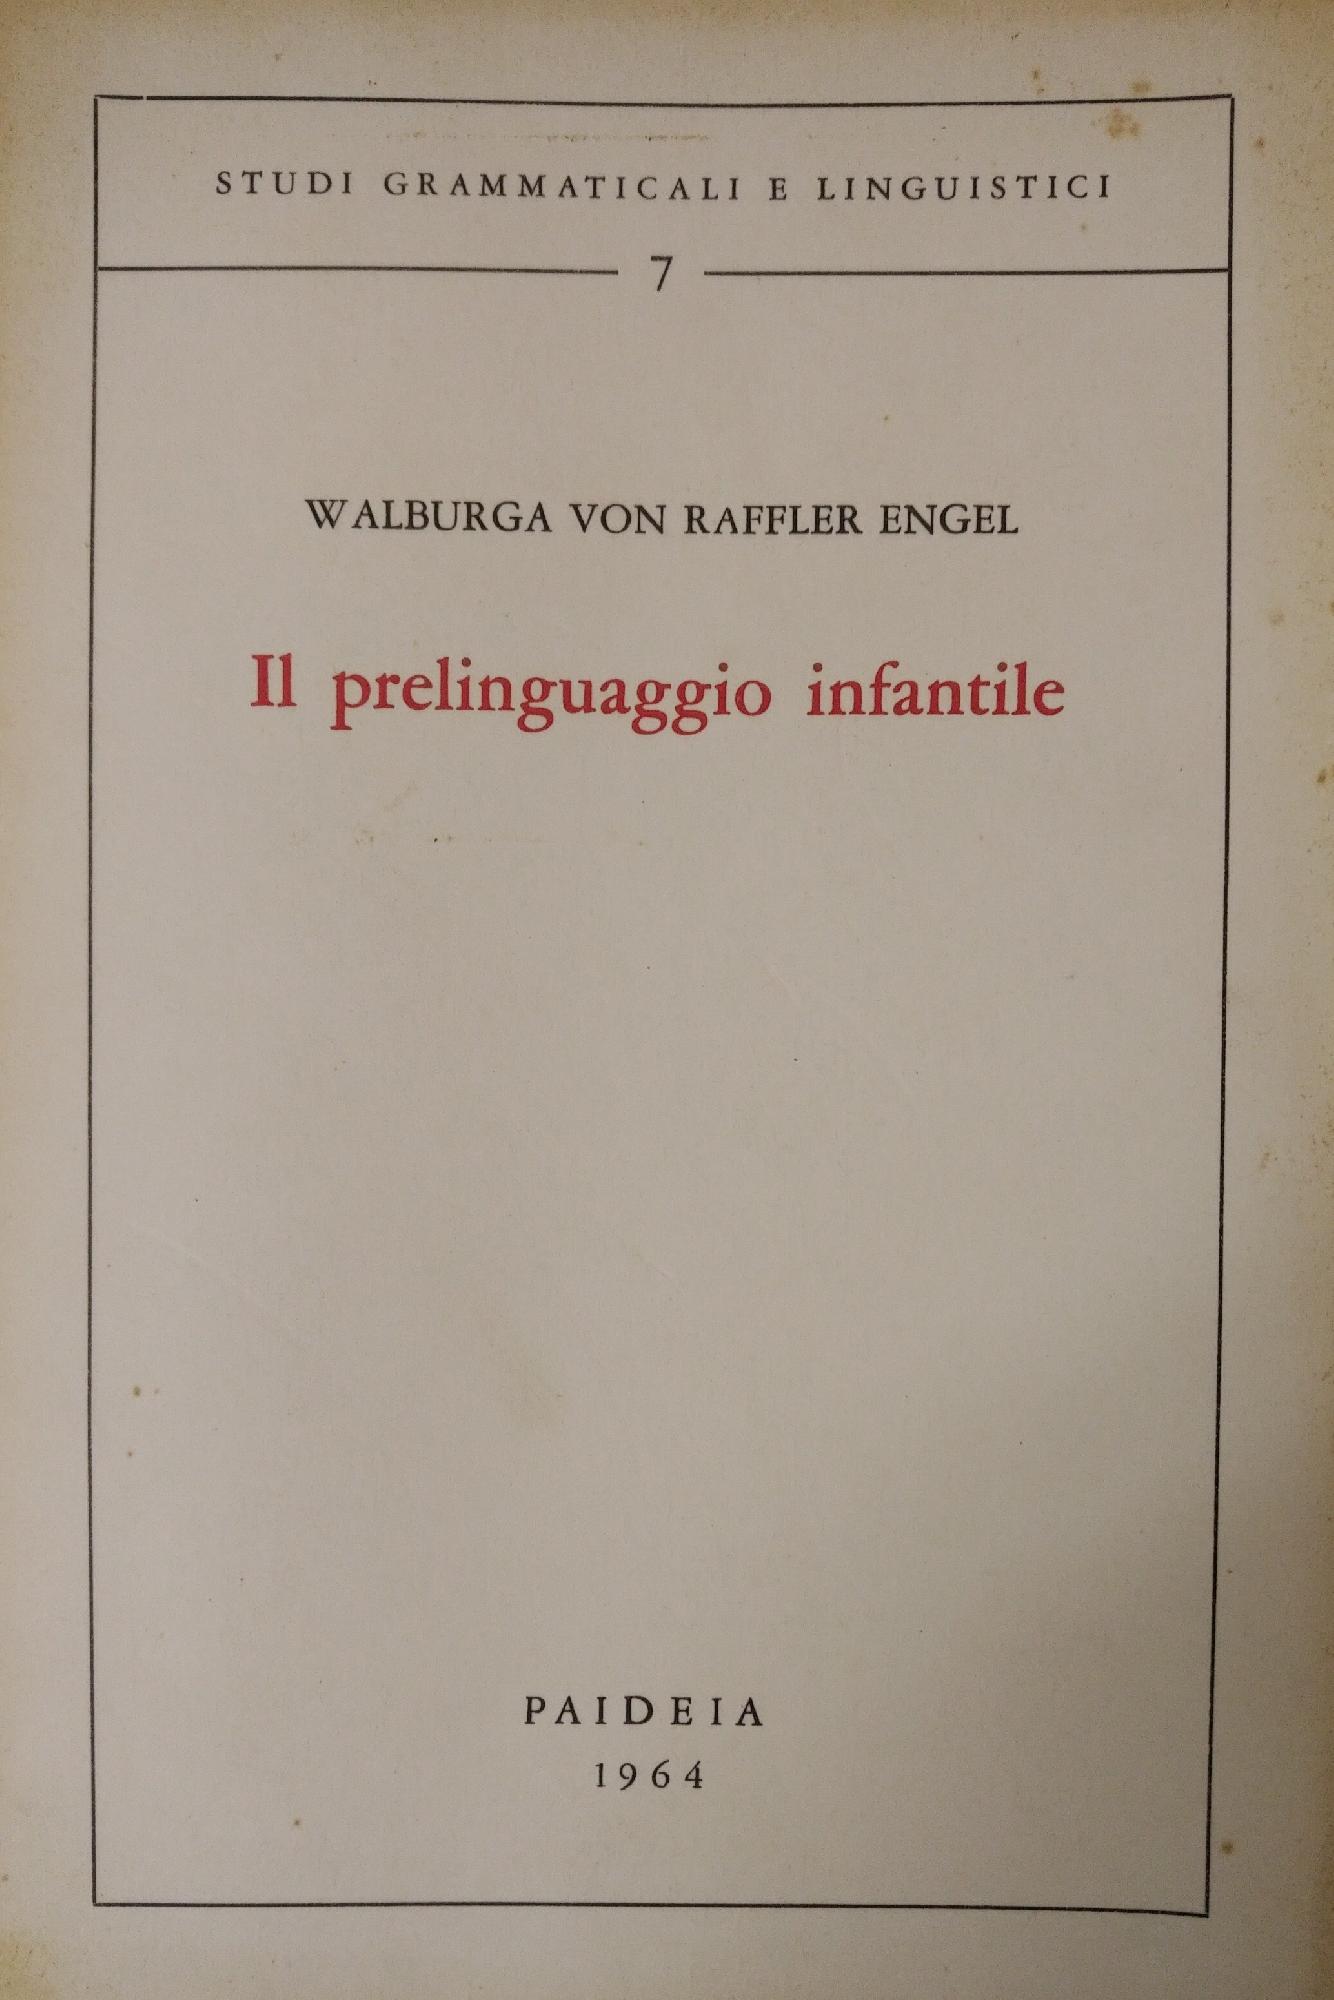 STUDI GRAMMATICALI E LINGUISTICI
7
WALBURGA VON RAFFLER ENGEL
Il prelinguaggio infantile
PAIDEIA
1964